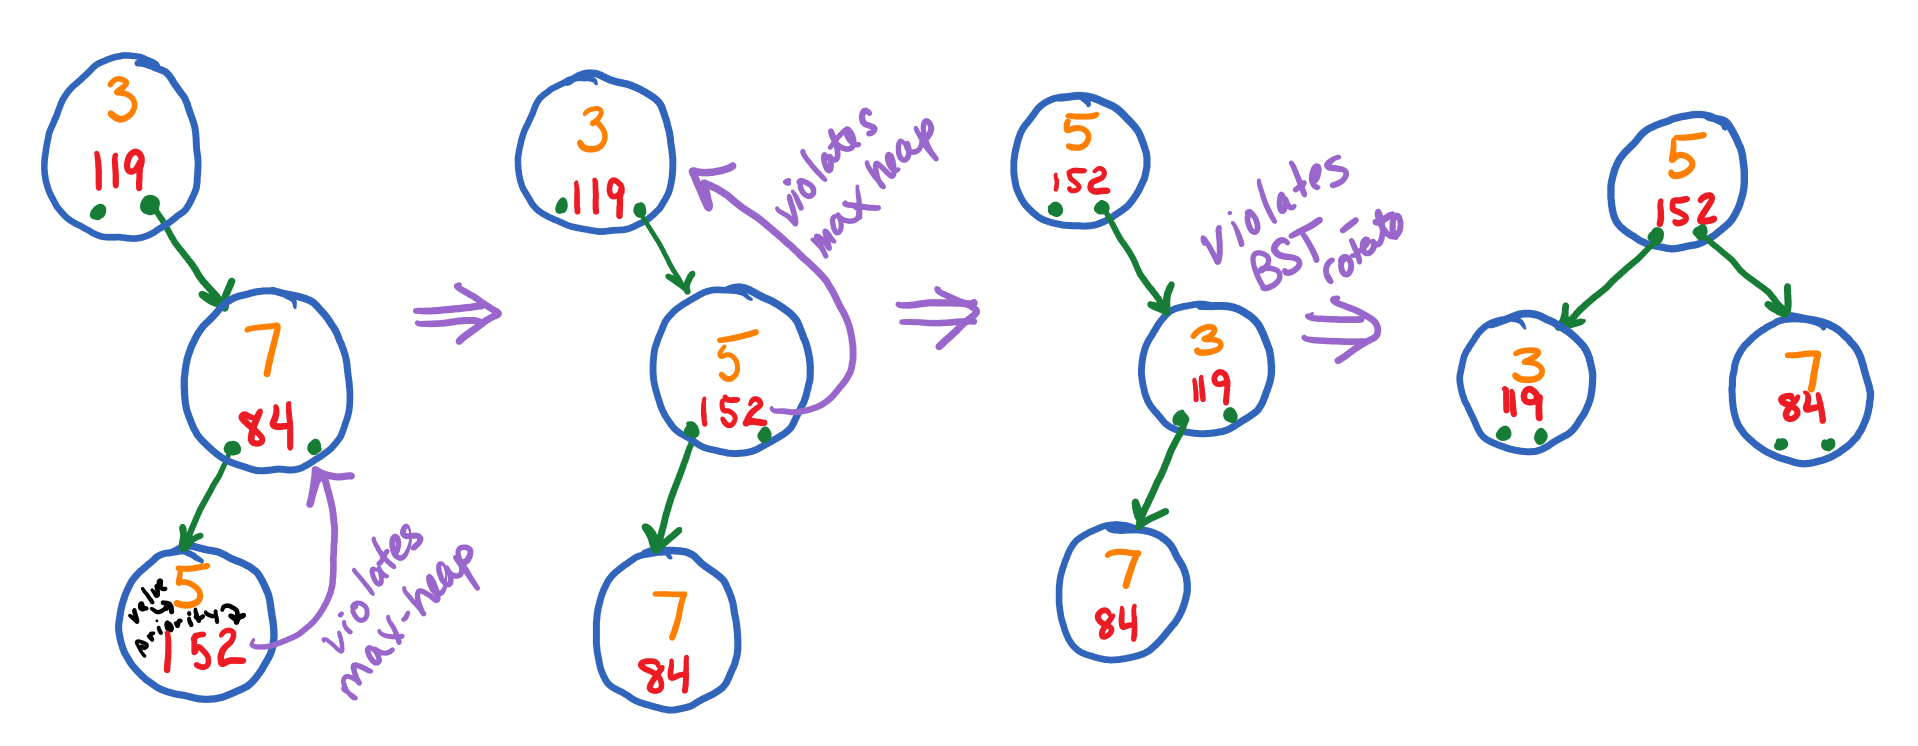 3
119
7
84
5
value
priority
152
violates
max-heap
3
119
5
152
7
84
violates
max heap
5
152
3
119
7
84
violates
BST-
rotate
5
152
3
119
7
84